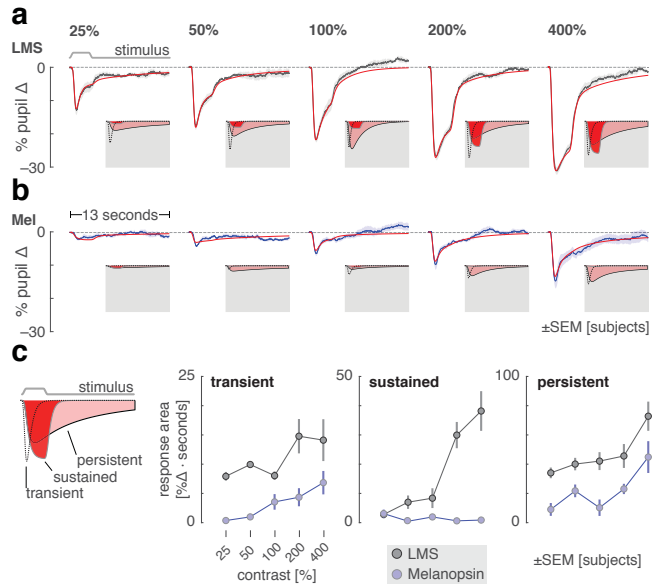 a
25% 50% 100% 200% 400%
LMS
stimulus
% pupil Δ
0
−30
b
Mel
13 seconds
% pupil Δ
0
−30
±SEM [subjects]
c
stimulus
persistent
sustained
transient
transient sustained persistent
response area
[%Δ · seconds]
25
0
50
0
100
0
25 50 100 200 400
contrast [%]
LMS
Melanopsin
±SEM [subjects]